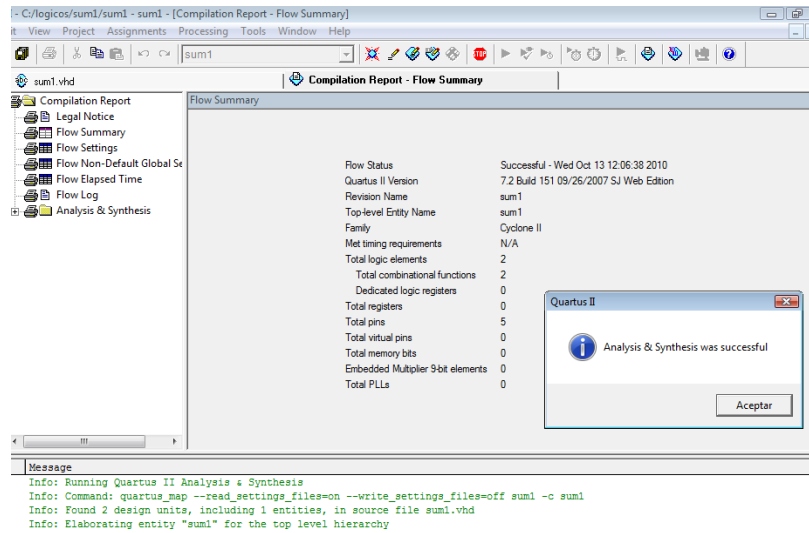 - C:/logicos/sum1/sum1 - sum1 - [Compilation Report - Flow Summary]
it View Project Assignments Processing Tools Window Help
sum1
STOP
sum1.vhd
Compilation Report - Flow Summary
Compilation Report
Legal Notice
Flow Summary
Flow Settings
Flow Non-Default Global Se
Flow Elapsed Time
Flow Log
Analysis & Synthesis
Flow Summary
Flow Status Successful - Wed Oct 13 12:06:38 2010
Quartus II Version 7.2 Build 151 09/26/2007 SJ Web Edition
Revision Name sum1
Top-level Entity Name sum1
Family Cyclone II
Met timing requirements N/A
Total logic elements 2
Total combinational functions 2
Dedicated logic registers 0
Total registers 0
Total pins 5
Total virtual pins 0
Total memory bits 0
Embedded Multiplier 9-bit elements 0
Total PLLs 0
Quartus II
Analysis & Synthesis was successful
Aceptar
Message
Info: Running Quartus II Analysis & Synthesis
Info: Command: quartus_map --read_settings_files=on --write_settings_files=off sum1 -c sum1
Info: Found 2 design units, including 1 entities, in source file sum1.vhd
Info: Elaborating entity "sum1" for the top level hierarchy